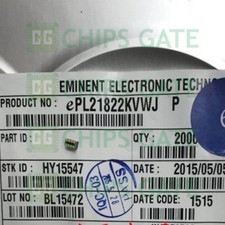 CHIPS GATE
EMINENT ELECTRONIC TECHNO
PRODUCT NO : ePL21822KVWJ P
PART ID :
QTY : 2000
STK ID : HY15547
DATE : 2015/05/05
LOT NO : BL15472
DATE CODE : 1515